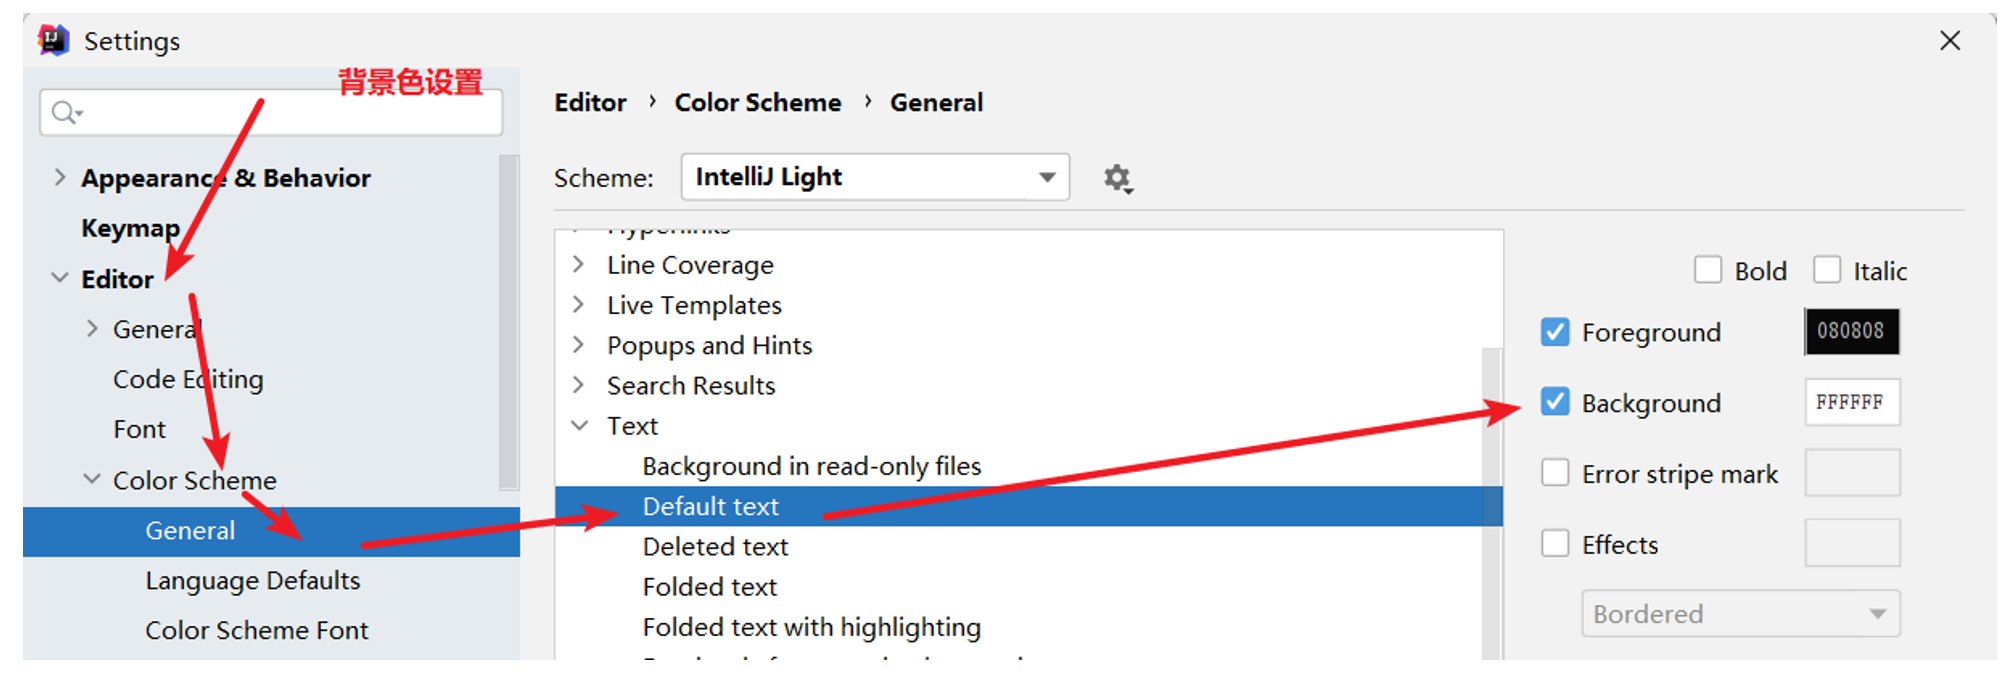 Settings
背景色设置
Appearance & Behavior
Keymap
Editor
General
Code Editing
Font
Color Scheme
General
Language Defaults
Color Scheme Font
Editor › Color Scheme › General
Scheme: IntelliJ Light
Hyperlinks
Line Coverage
Live Templates
Popups and Hints
Search Results
Text
Background in read-only files
Default text
Deleted text
Folded text
Folded text with highlighting
Bold Italic
Foreground 080808
Background FFFFFF
Error stripe mark
Effects
Bordered